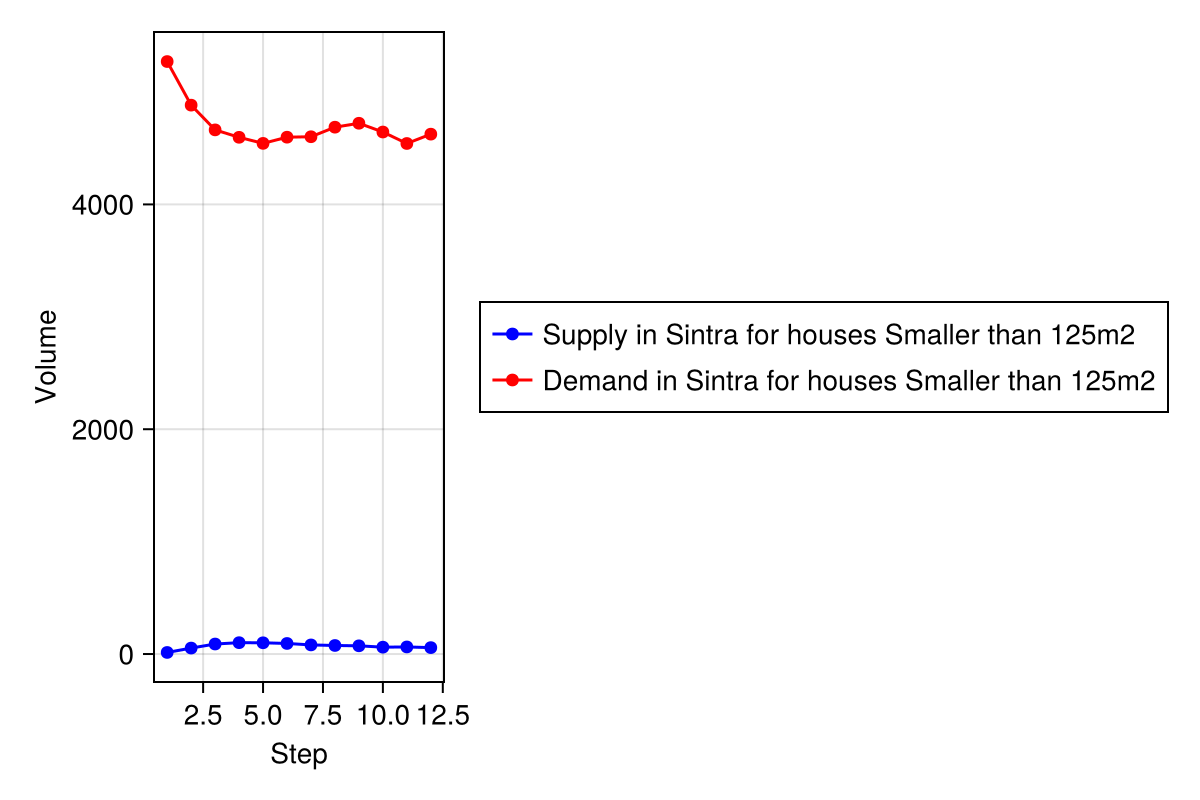 4000
2000
0
Volume
2.5 5.0 7.5 10.0 12.5
Step
Supply in Sintra for houses Smaller than 125m2
Demand in Sintra for houses Smaller than 125m2